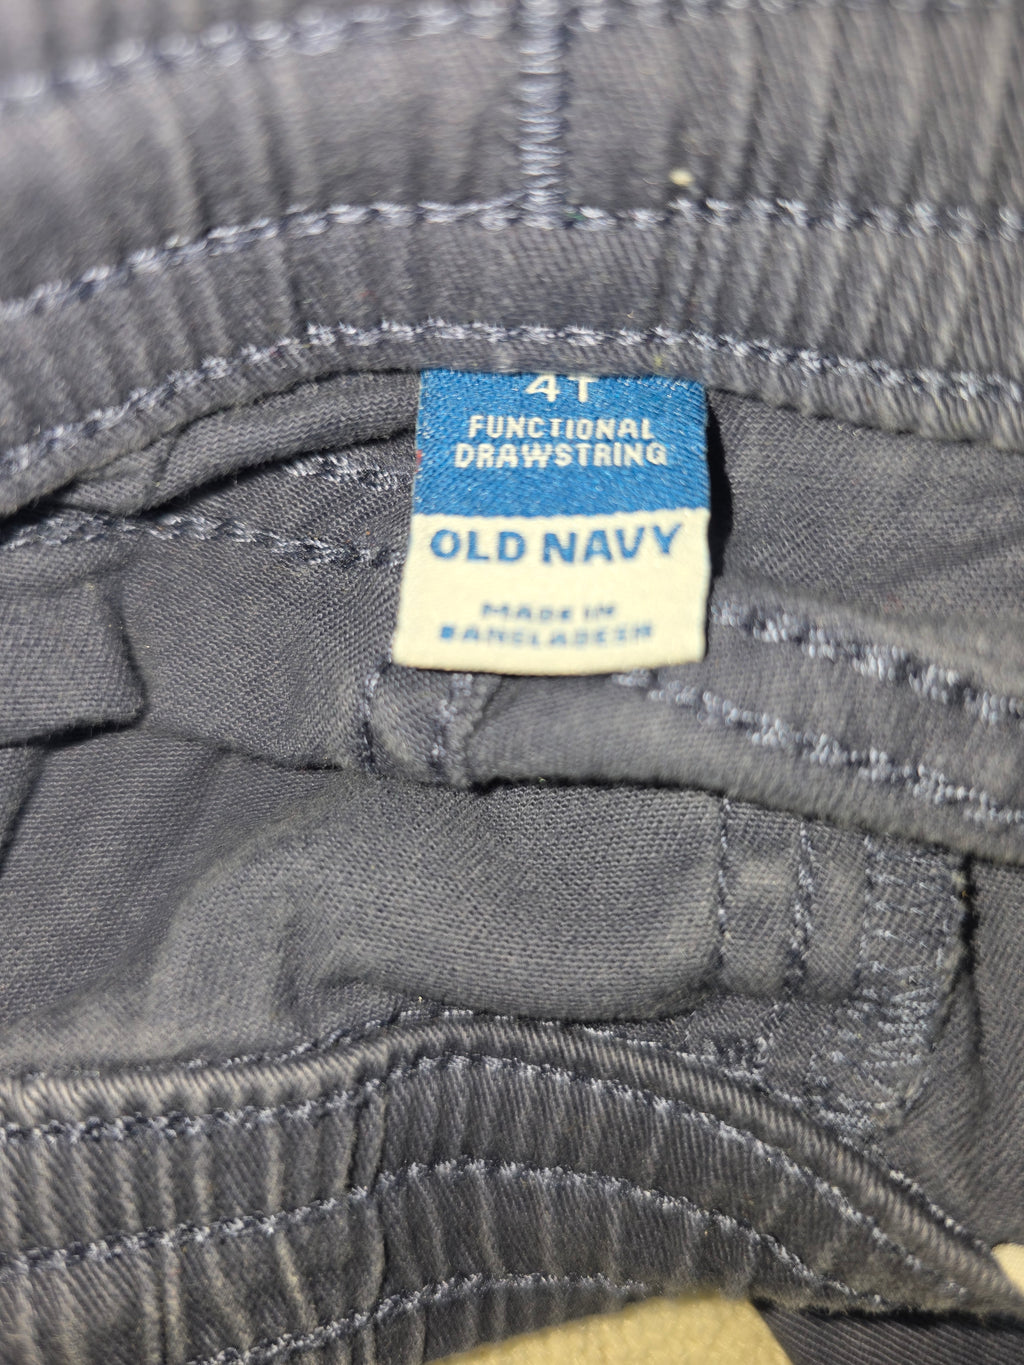 4T
FUNCTIONAL
DRAWSTRING
OLD NAVY
MADE IN
BANGLADESH